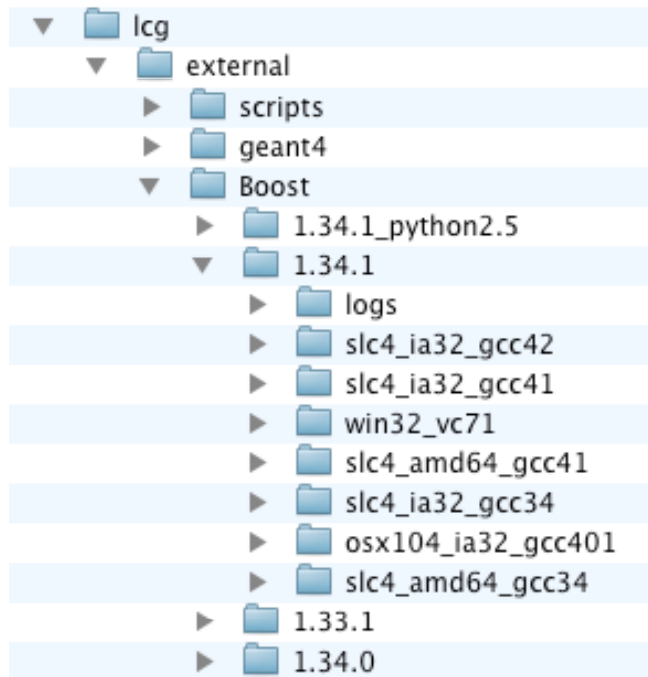 lcg
external
scripts
geant4
Boost
1.34.1_python2.5
1.34.1
logs
slc4_ia32_gcc42
slc4_ia32_gcc41
win32_vc71
slc4_amd64_gcc41
slc4_ia32_gcc34
osx104_ia32_gcc401
slc4_amd64_gcc34
1.33.1
1.34.0